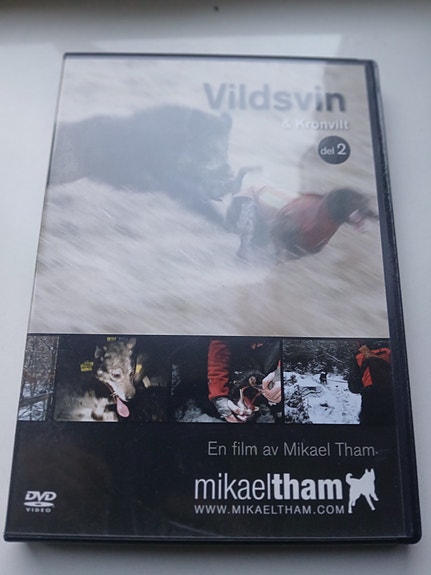 Vildsvin
& Kronvilt
del 2
En film av Mikael Tham
mikaeltham
WWW.MIKAELTHAM.COM
DVD
VIDEO